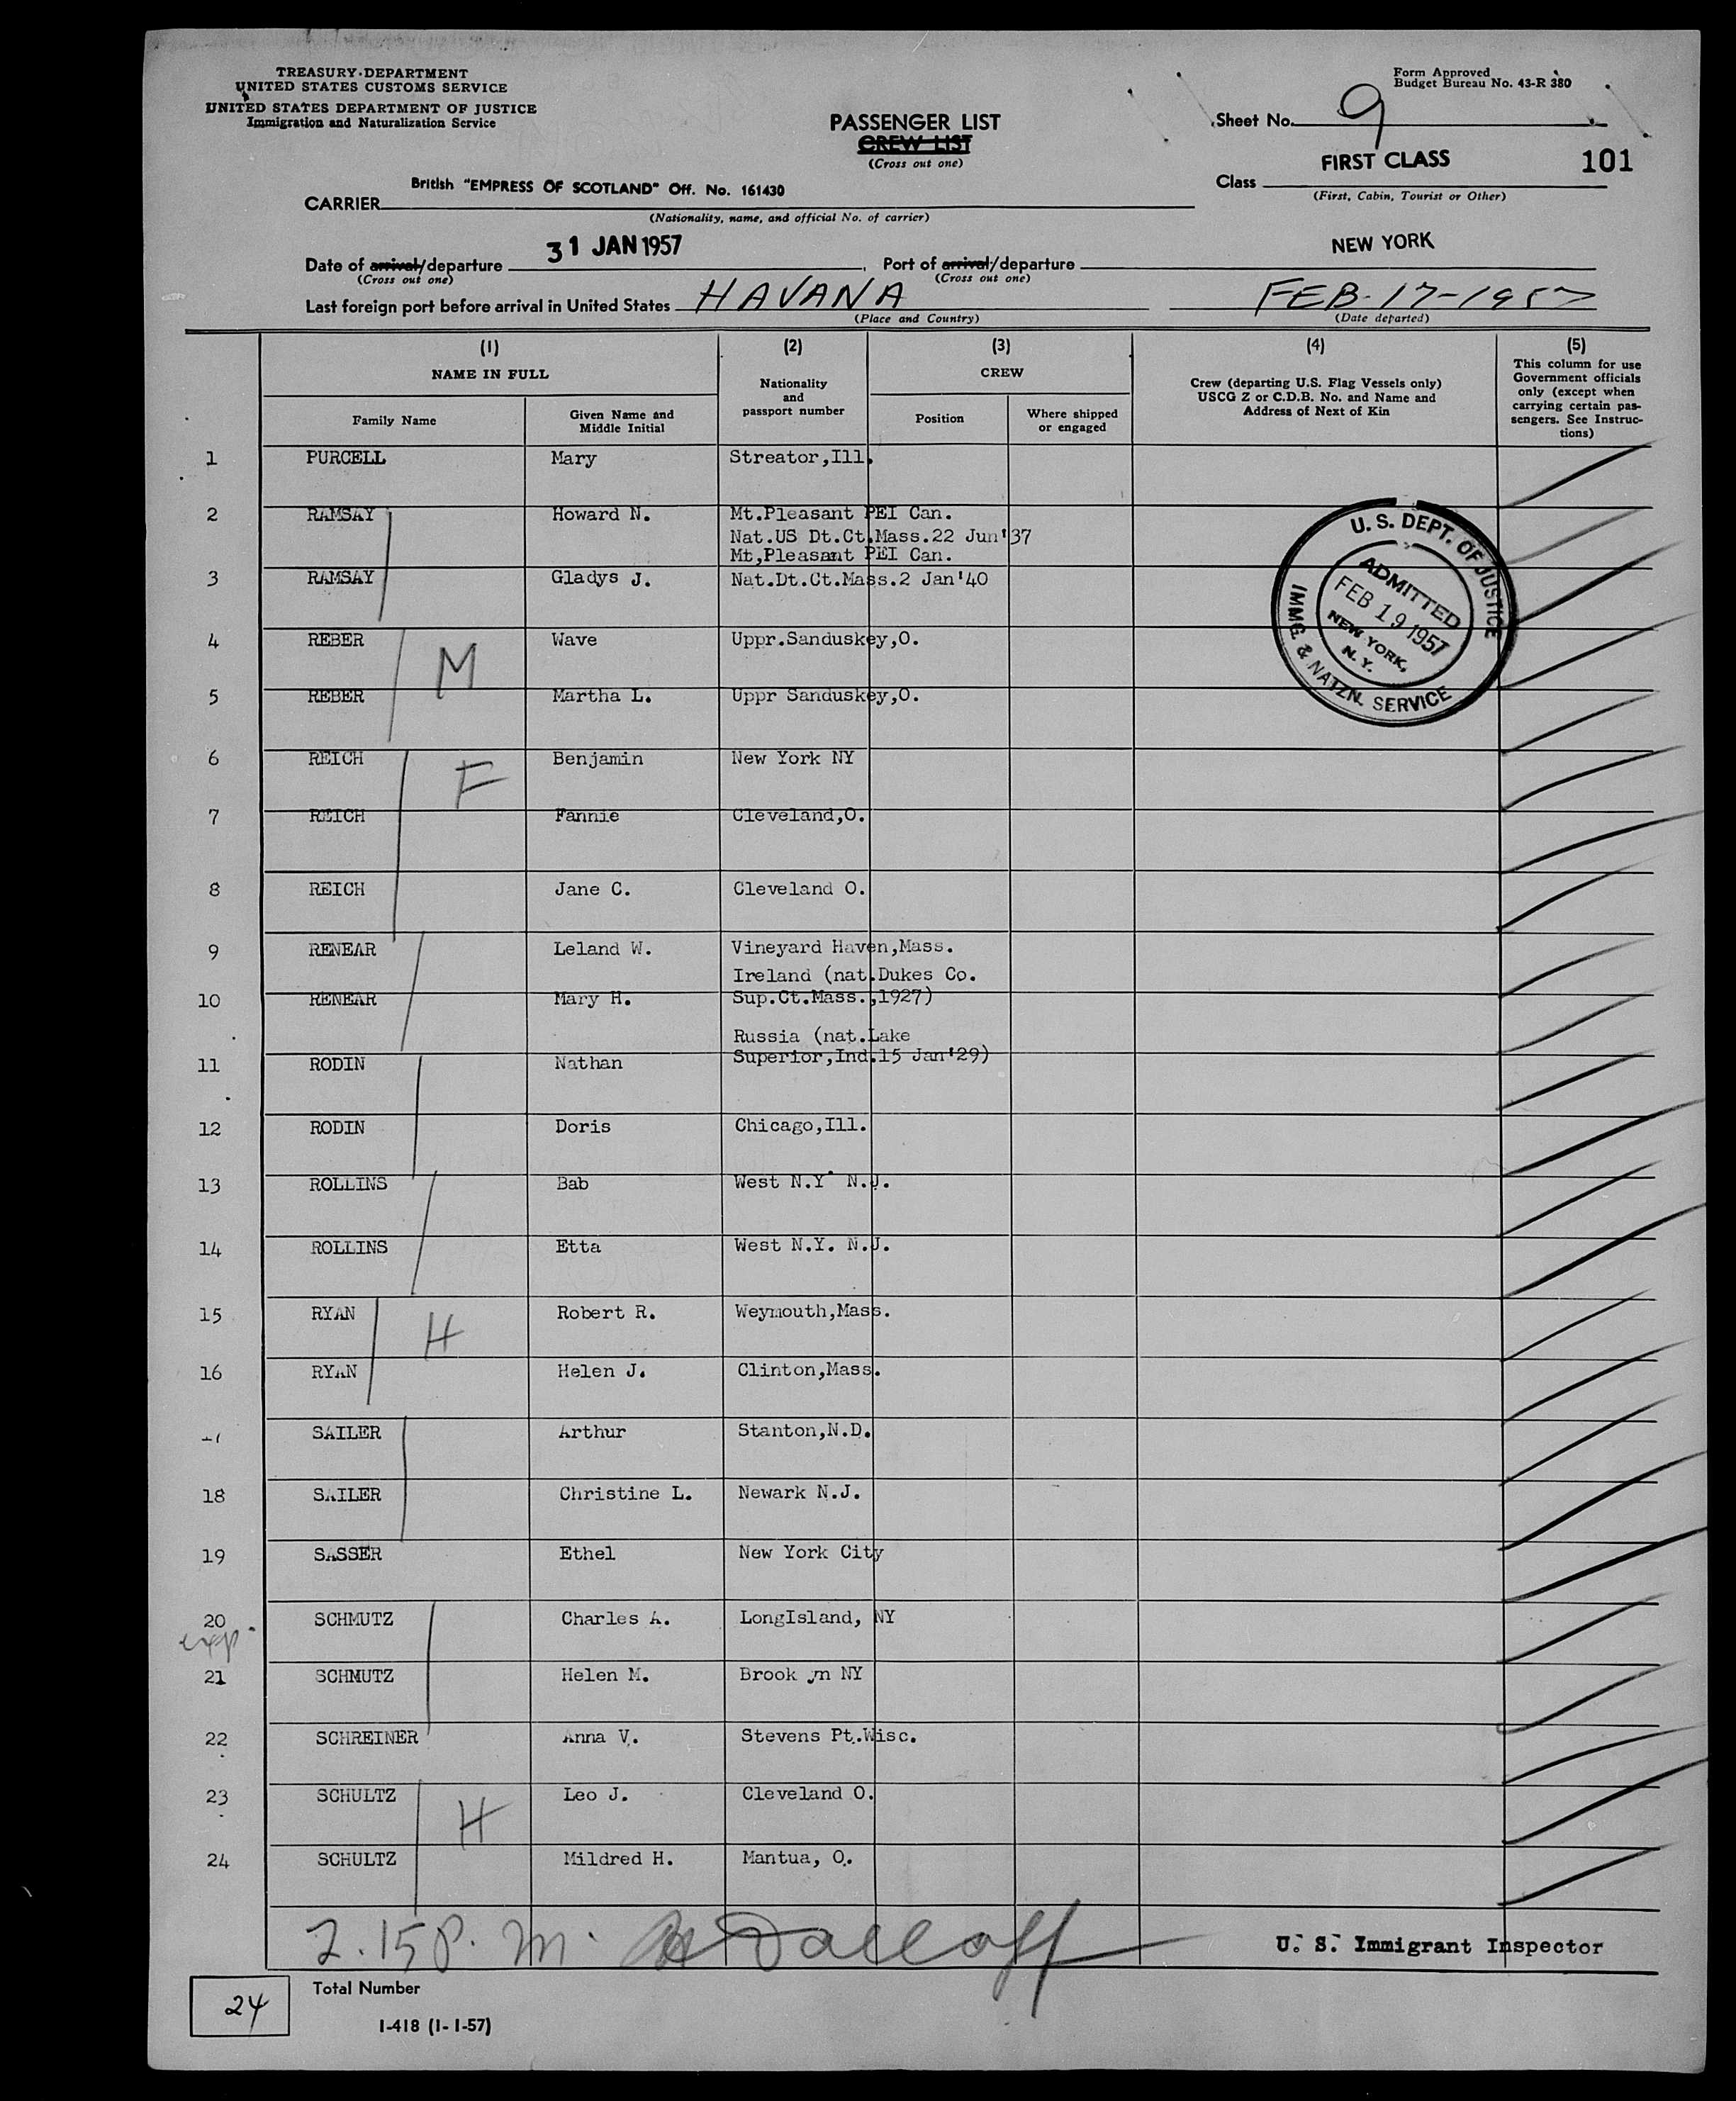 TREASURY DEPARTMENT
UNITED STATES CUSTOMS SERVICE
UNITED STATES DEPARTMENT OF JUSTICE
Immigration and Naturalization Service
Form Approved
Budget Bureau No. 43-R 380
PASSENGER LIST
CREW LIST
(Cross out one)
Sheet No. 9
Class FIRST CLASS 101
(First, Cabin, Tourist or Other)
CARRIER British "EMPRESS OF SCOTLAND" Off. No. 161430
(Nationality, name, and official No. of carrier)
Date of arrival/departure 31 JAN 1957, Port of arrival/departure NEW YORK
(Cross out one) (Cross out one)
Last foreign port before arrival in United States HAVANA FEB-17-1957
(Place and Country) (Date departed)
(1) (2) (3) (4) (5)
NAME IN FULL
Family Name
Given Name and
Middle Initial
Nationality
and
passport number
CREW
Position
Where shipped
or engaged
Crew (departing U.S. Flag Vessels only)
USCG Z or C.D.B. No. and Name and
Address of Next of Kin
This column for use
Government officials
only (except when
carrying certain pas-
sengers. See Instruc-
tions)
1 PURCELL Mary Streator,Ill.
2 RAMSAY Howard N. Mt.Pleasant PEI Can.
Nat.US Dt.Ct.Mass.22 Jun'37
Mt,Pleasant PEI Can.
3 RAMSAY Gladys J. Nat.Dt.Ct.Mass.2 Jan'40
4 REBER Wave Uppr.Sanduskey,O.
M
5 REBER Martha L. Uppr Sanduskey,O.
6 REICH Benjamin New York NY
F
7 REICH Fannie Cleveland,O.
8 REICH Jane C. Cleveland O.
9 RENEAR Leland W. Vineyard Haven,Mass.
Ireland (nat.Dukes Co.
10 RENEAR Mary H. Sup.Ct.Mass.,1927)
Russia (nat.Lake
Superior,Ind.15 Jan'29)
11 RODIN Nathan
12 RODIN Doris Chicago,Ill.
13 ROLLINS Bab West N.Y N.J.
14 ROLLINS Etta West N.Y. N.J.
15 RYAN Robert R. Weymouth,Mass.
H
16 RYAN Helen J. Clinton,Mass.
SAILER Arthur Stanton,N.D.
18 SAILER Christine L. Newark N.J.
19 SASSER Ethel New York City
20 SCHMUTZ Charles A. LongIsland, NY
21 SCHMUTZ Helen M. NY
22 SCHREINER Anna V. Stevens Pt.Wisc.
23 SCHULTZ Leo J. Cleveland O.
H
24 SCHULTZ Mildred H. Mantua, O.
U. S. DEPT. OF JUSTICE
ADMITTED
FEB 19 1957
NEW YORK,
N. Y.
IMMG & NATZN. SERVICE
2.15 P. M.
U. S. Immigrant Inspector
24 Total Number
I-418 (1-1-57)